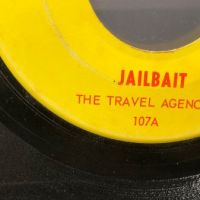 JAILBAIT
THE TRAVEL AGENC
107A